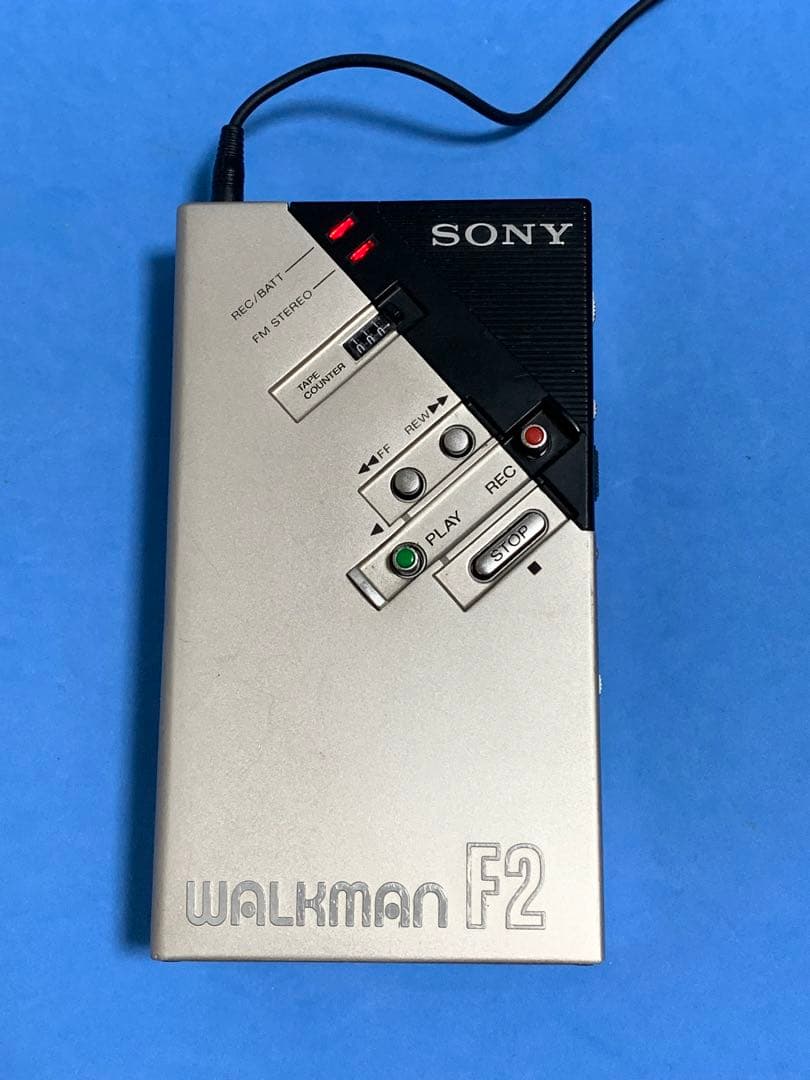 SONY
REC/BATT
FM STEREO
TAPE
COUNTER
◀◀FF
REW▶▶
◀
PLAY
REC
STOP
■
WALKMAN F2